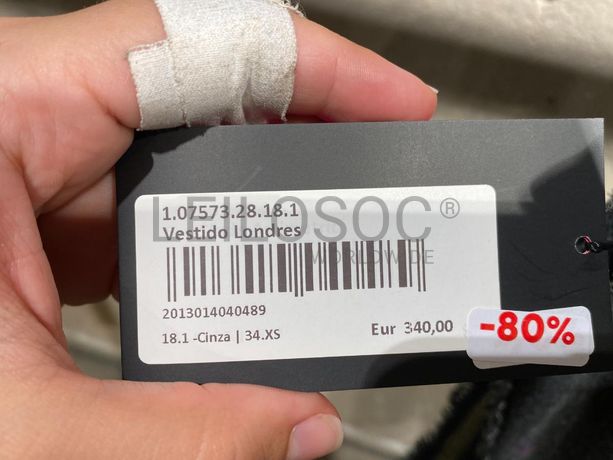 1.07573.28.18.1
LEILOSOC®
Vestido Londres
WORLDWIDE
2013014040489
18.1 -Cinza | 34.XS
Eur 340,00
-80%